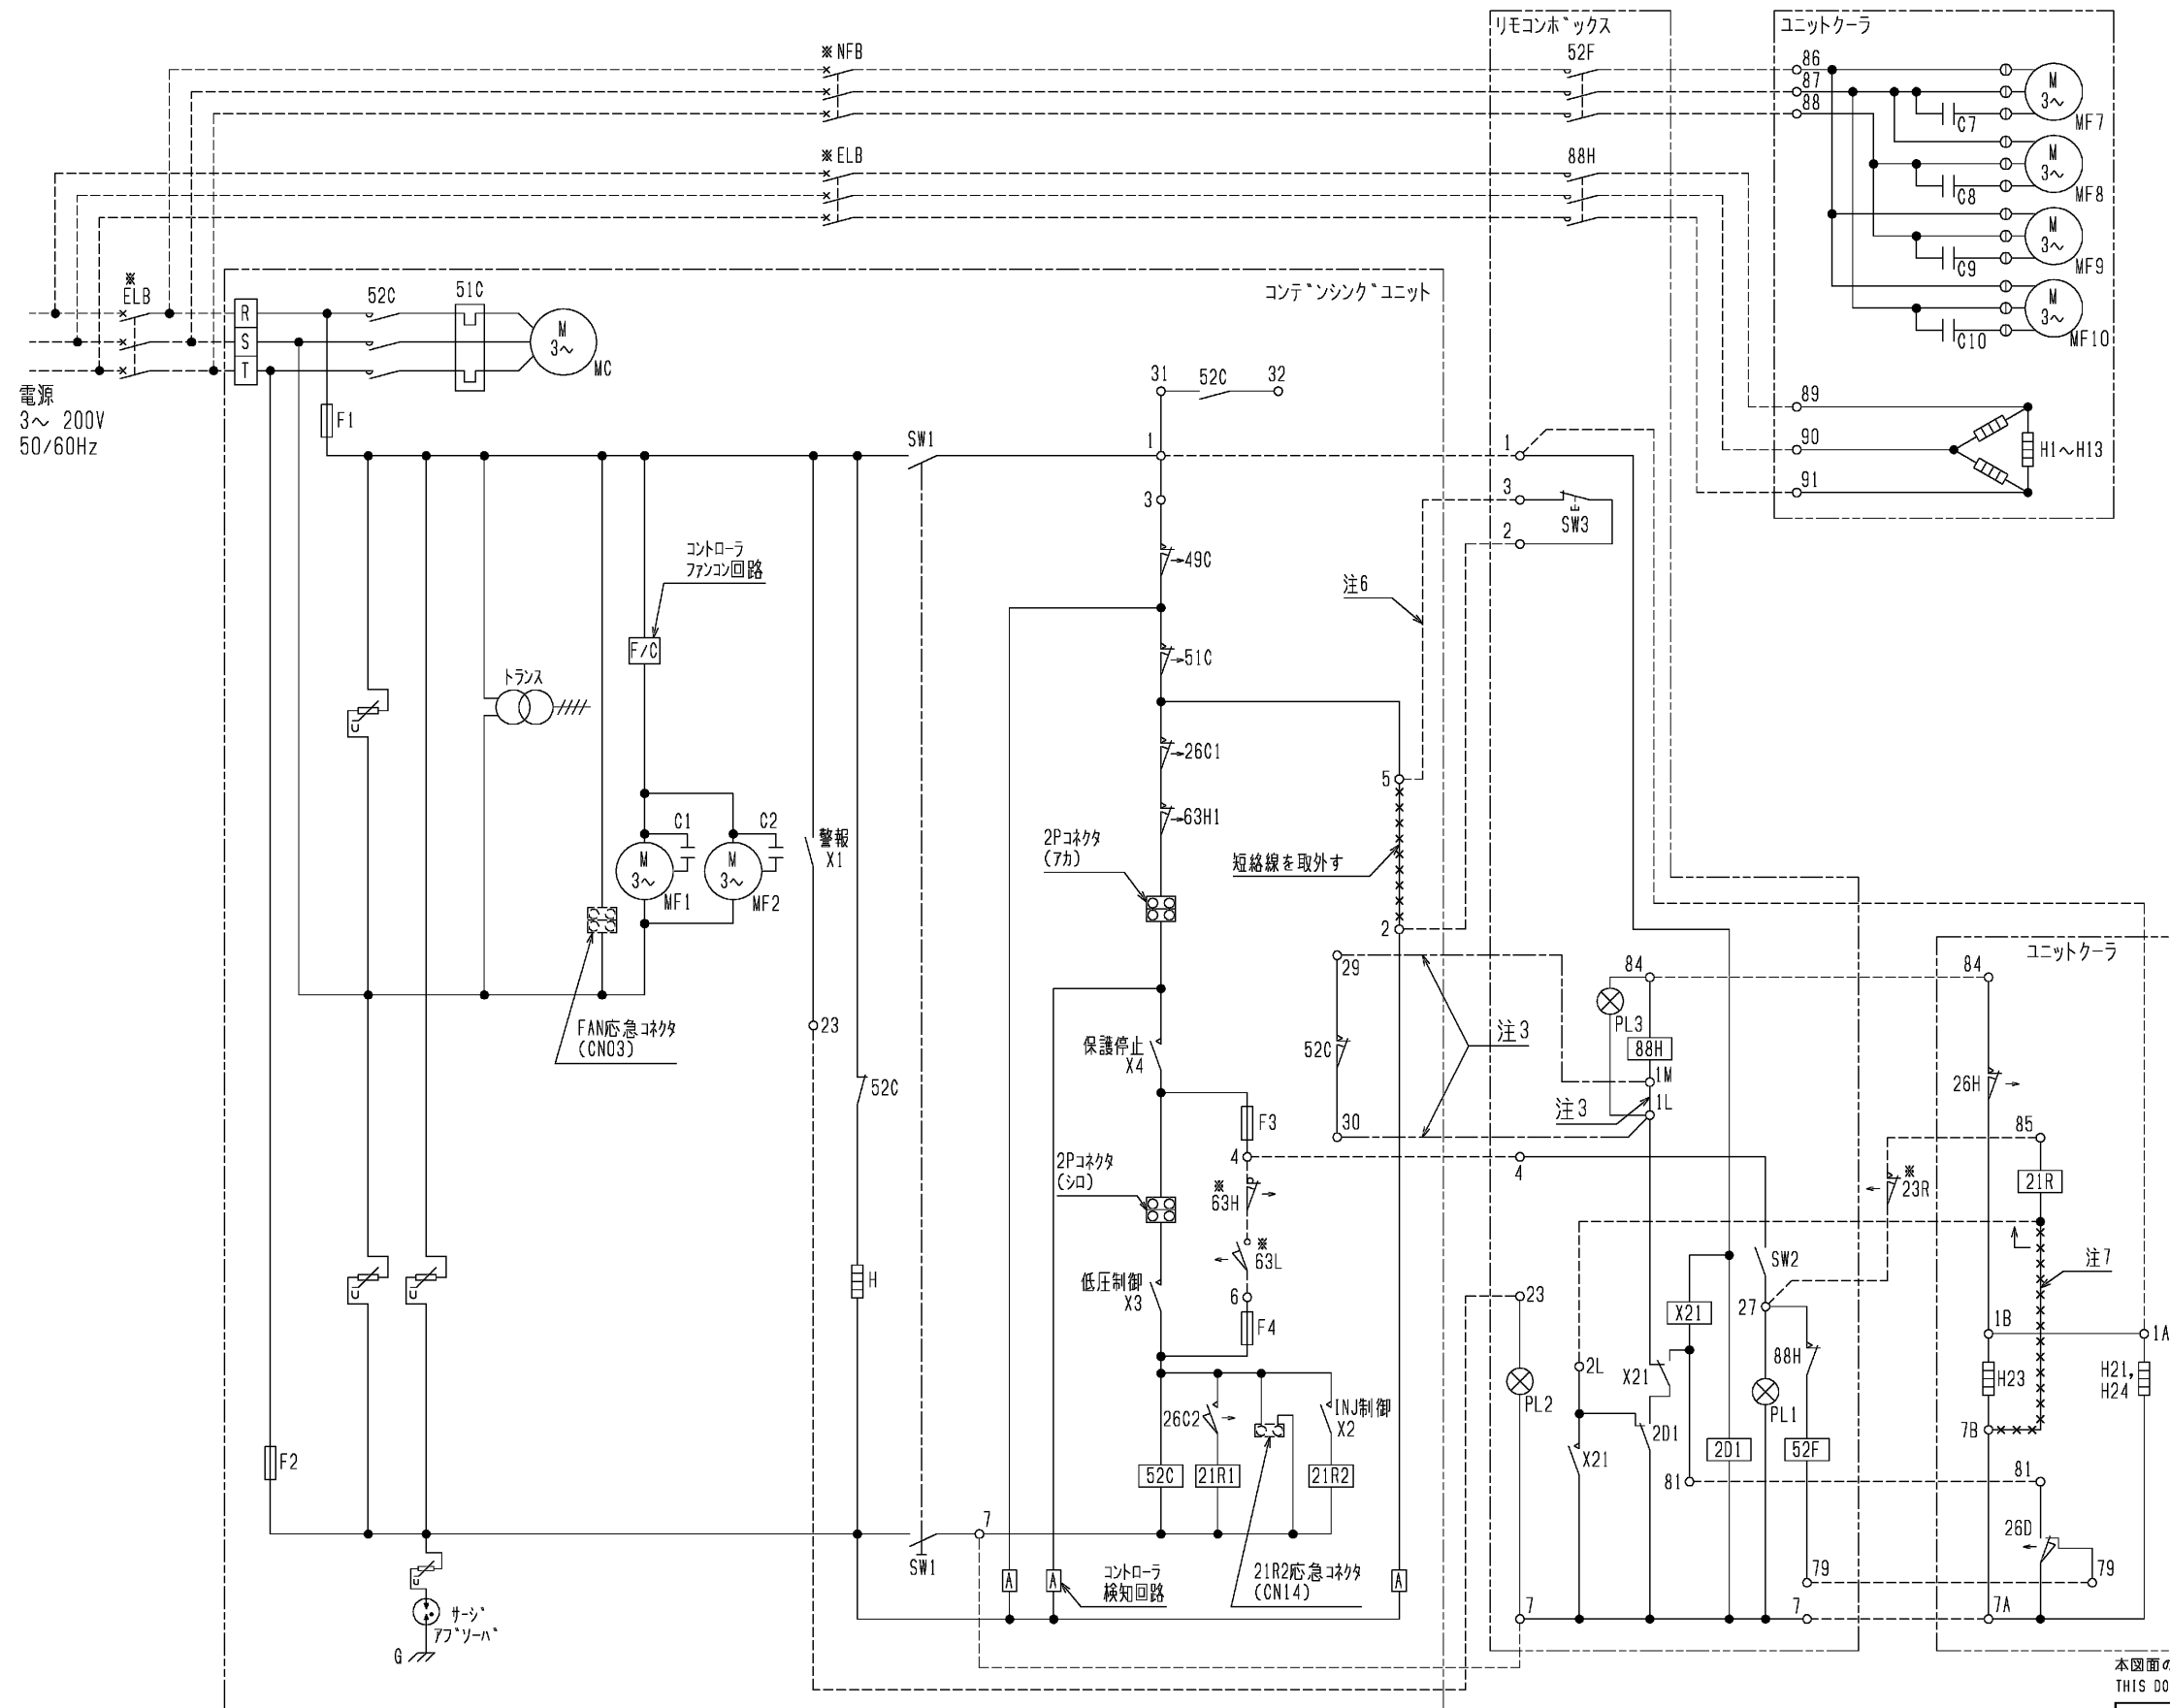 リモコンボックス
ユニットクーラ
※ NFB
52F
86
87
88
C7
M
3～
MF7
C8
M
3～
MF8
C9
M
3～
MF9
C10
M
3～
MF10
※ ELB
88H
※
ELB
R
S
T
52C
51C
M
3～
MC
コンデンシングユニット
電源
3～ 200V
50/60Hz
F1
31
52C
32
89
90
91
H1～H13
SW1
1
1
3
3
SW3
2
49C
注6
コントローラ
ファンコン回路
F/C
51C
トランス
26C1
5
63H1
C1
C2
警報
X1
M
3～
MF1
M
3～
MF2
2Pコネクタ
(アカ)
短絡線を取外す
2
ユニットクーラ
29
84
84
PL3
88H
FAN応急コネクタ
(CN03)
23
保護停止
X4
52C
注3
1M
26H
52C
注3
1L
F3
30
85
4
4
2Pコネクタ
(シロ)
※
63H
※
23R
21R
※
63L
SW2
注7
低圧制御
X3
6
H
23
X21
27
F4
1B
1A
88H
2L
X21
H23
H21,
H24
PL2
PL1
26C2
INJ制御
X2
2D1
7B
F2
X21
52C
21R1
21R2
2D1
52F
81
81
7
26D
SW1
A
A
コントローラ
検知回路
21R2応急コネクタ
(CN14)
A
79
79
サージ
アブソーバ
G
7
7
7A
本図面の
THIS DO